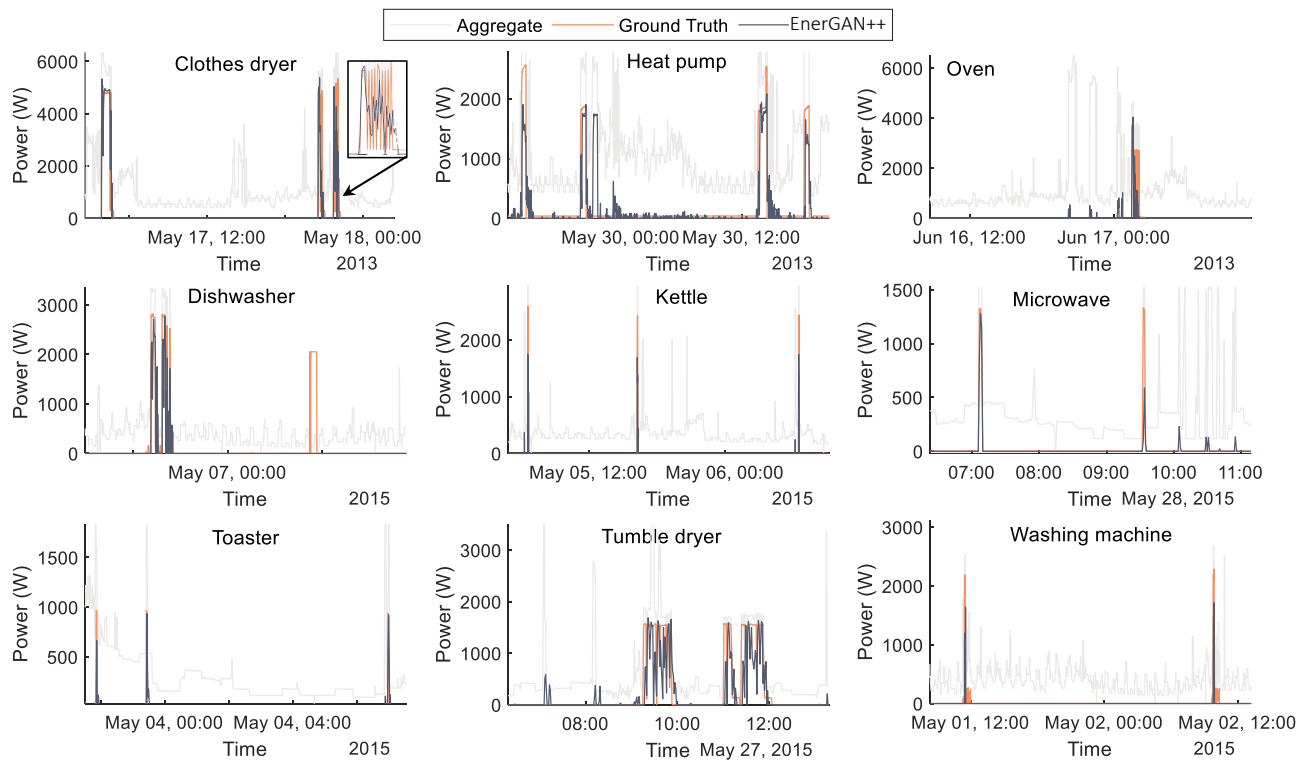 Aggregate Ground Truth EnerGAN++
Clothes dryer
Power (W)
6000
4000
2000
0
May 17, 12:00 May 18, 00:00
Time 2013
Heat pump
Power (W)
2000
1000
0
May 30, 00:00 May 30, 12:00
Time 2013
Oven
Power (W)
6000
4000
2000
0
Jun 16, 12:00 Jun 17, 00:00
Time 2013
Dishwasher
Power (W)
3000
2000
1000
0
May 07, 00:00
Time 2015
Kettle
Power (W)
2000
1000
0
May 05, 12:00 May 06, 00:00
Time 2015
Microwave
Power (W)
1500
1000
500
0
07:00 08:00 09:00 10:00 11:00
Time May 28, 2015
Toaster
Power (W)
1500
1000
500
May 04, 00:00 May 04, 04:00
Time 2015
Tumble dryer
Power (W)
3000
2000
1000
0
08:00 10:00 12:00
Time May 27, 2015
Washing machine
Power (W)
3000
2000
1000
0
May 01, 12:00 May 02, 00:00 May 02, 12:00
Time 2015